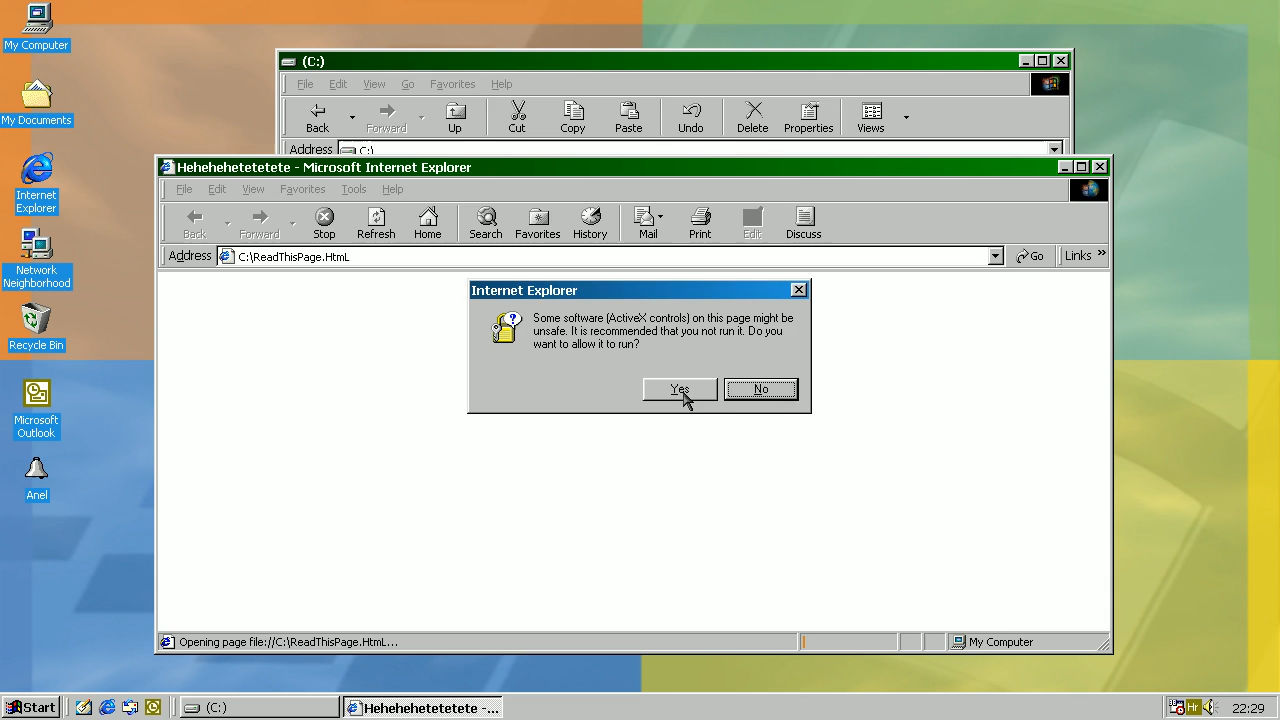 My Computer
My Documents
Internet
Explorer
Network
Neighborhood
Recycle Bin
Microsoft
Outlook
Anel
(C:)
File Edit View Go Favorites Help
Back Forward Up Cut Copy Paste Undo Delete Properties Views
Address C:\
Hehehehetetetete - Microsoft Internet Explorer
File Edit View Favorites Tools Help
Back Forward Stop Refresh Home Search Favorites History Mail Print Edit Discuss
Address C:\ReadThisPage.HtmL Go Links »
Internet Explorer
Some software (ActiveX controls) on this page might be
unsafe. It is recommended that you not run it. Do you
want to allow it to run?
Yes No
Opening page file://C:\ReadThisPage.HtmL... My Computer
Start (C:) Hehehehetetetete -... Hr 22:29